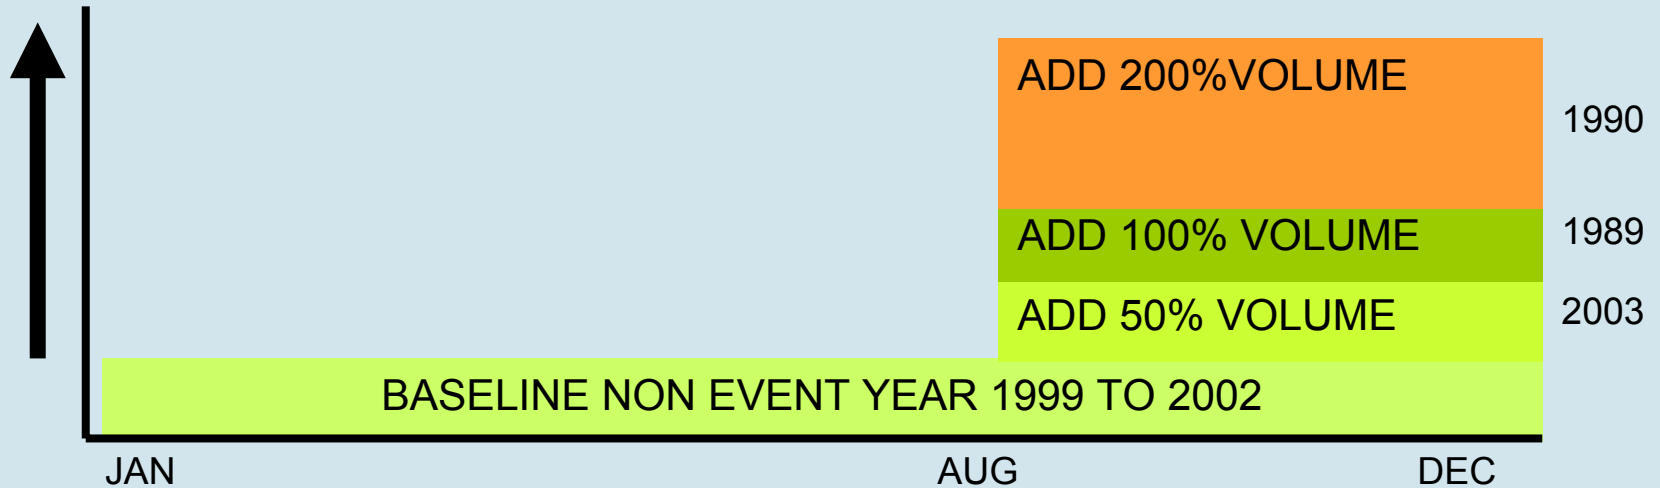 ADD 200%VOLUME
1990
ADD 100% VOLUME
1989
ADD 50% VOLUME
2003
BASELINE NON EVENT YEAR 1999 TO 2002
JAN
AUG
DEC